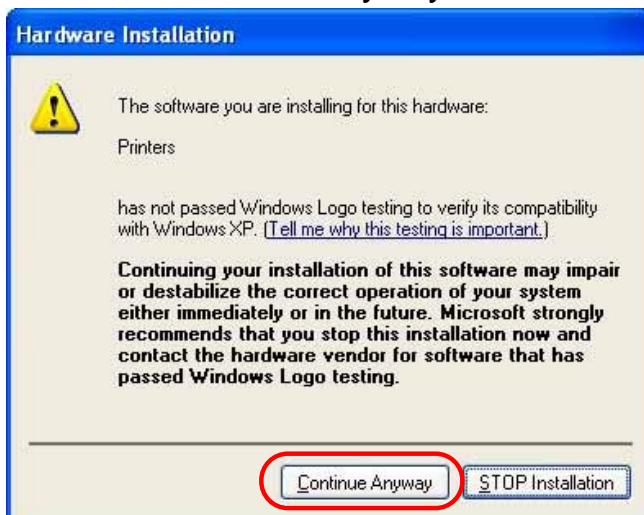 Hardware Installation
The software you are installing for this hardware:
Printers
has not passed Windows Logo testing to verify its compatibility
with Windows XP. (Tell me why this testing is important.)
Continuing your installation of this software may impair
or destabilize the correct operation of your system
either immediately or in the future. Microsoft strongly
recommends that you stop this installation now and
contact the hardware vendor for software that has
passed Windows Logo testing.
Continue Anyway STOP Installation